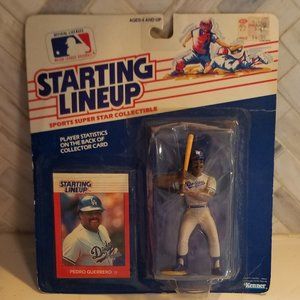 AGES 4 AND UP
STARTING
LINEUP
SPORTS SUPER STAR COLLECTIBLE
PLAYER STATISTICS
ON THE BACK OF
COLLECTOR CARD
STARTING
LINEUP
Dodgers
PEDRO GUERRERO
Kenner